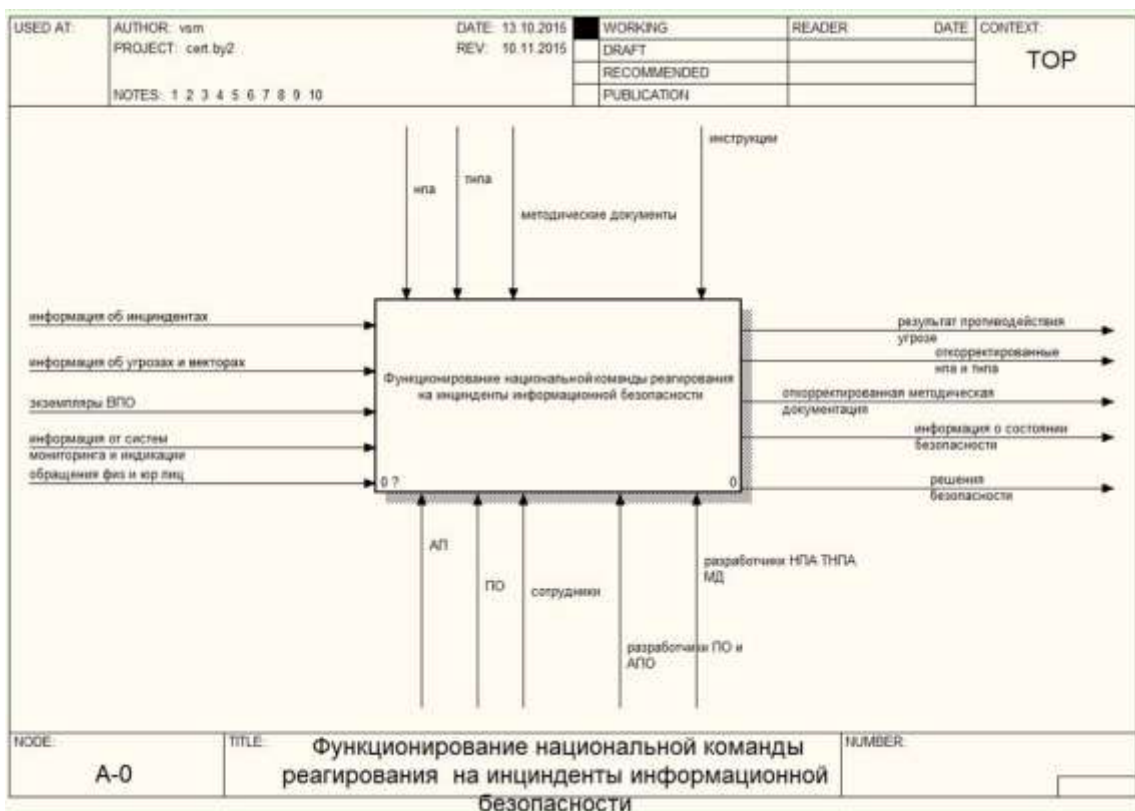 USED AT:
AUTHOR: vsm
DATE: 13.10.2015
WORKING
READER
DATE
CONTEXT:
PROJECT: cert.by2
REV: 10.11.2015
DRAFT
TOP
RECOMMENDED
NOTES: 1 2 3 4 5 6 7 8 9 10
PUBLICATION
инструкции
нпа
тнпа
методические документы
информация об инциндентах
информация об угрозах и векторах
экземпляры ВПО
информация от систем
мониторинга и индикации
обращения физ и юр лиц
Функционирование национальной команды реагирования
на инцинденты информационной безопасности
0 ?
0
результат противодействия
угрозе
откорректированные
нпа и тнпа
откорректированная методическая
документация
информация о состоянии
безопасности
решения
безопасности
АП
ПО
сотрудники
разработчики НПА ТНПА
МД
разработчики ПО и
АПО
NODE:
TITLE:
NUMBER:
A-0
Функционирование национальной команды
реагирования на инцинденты информационной
безопасности